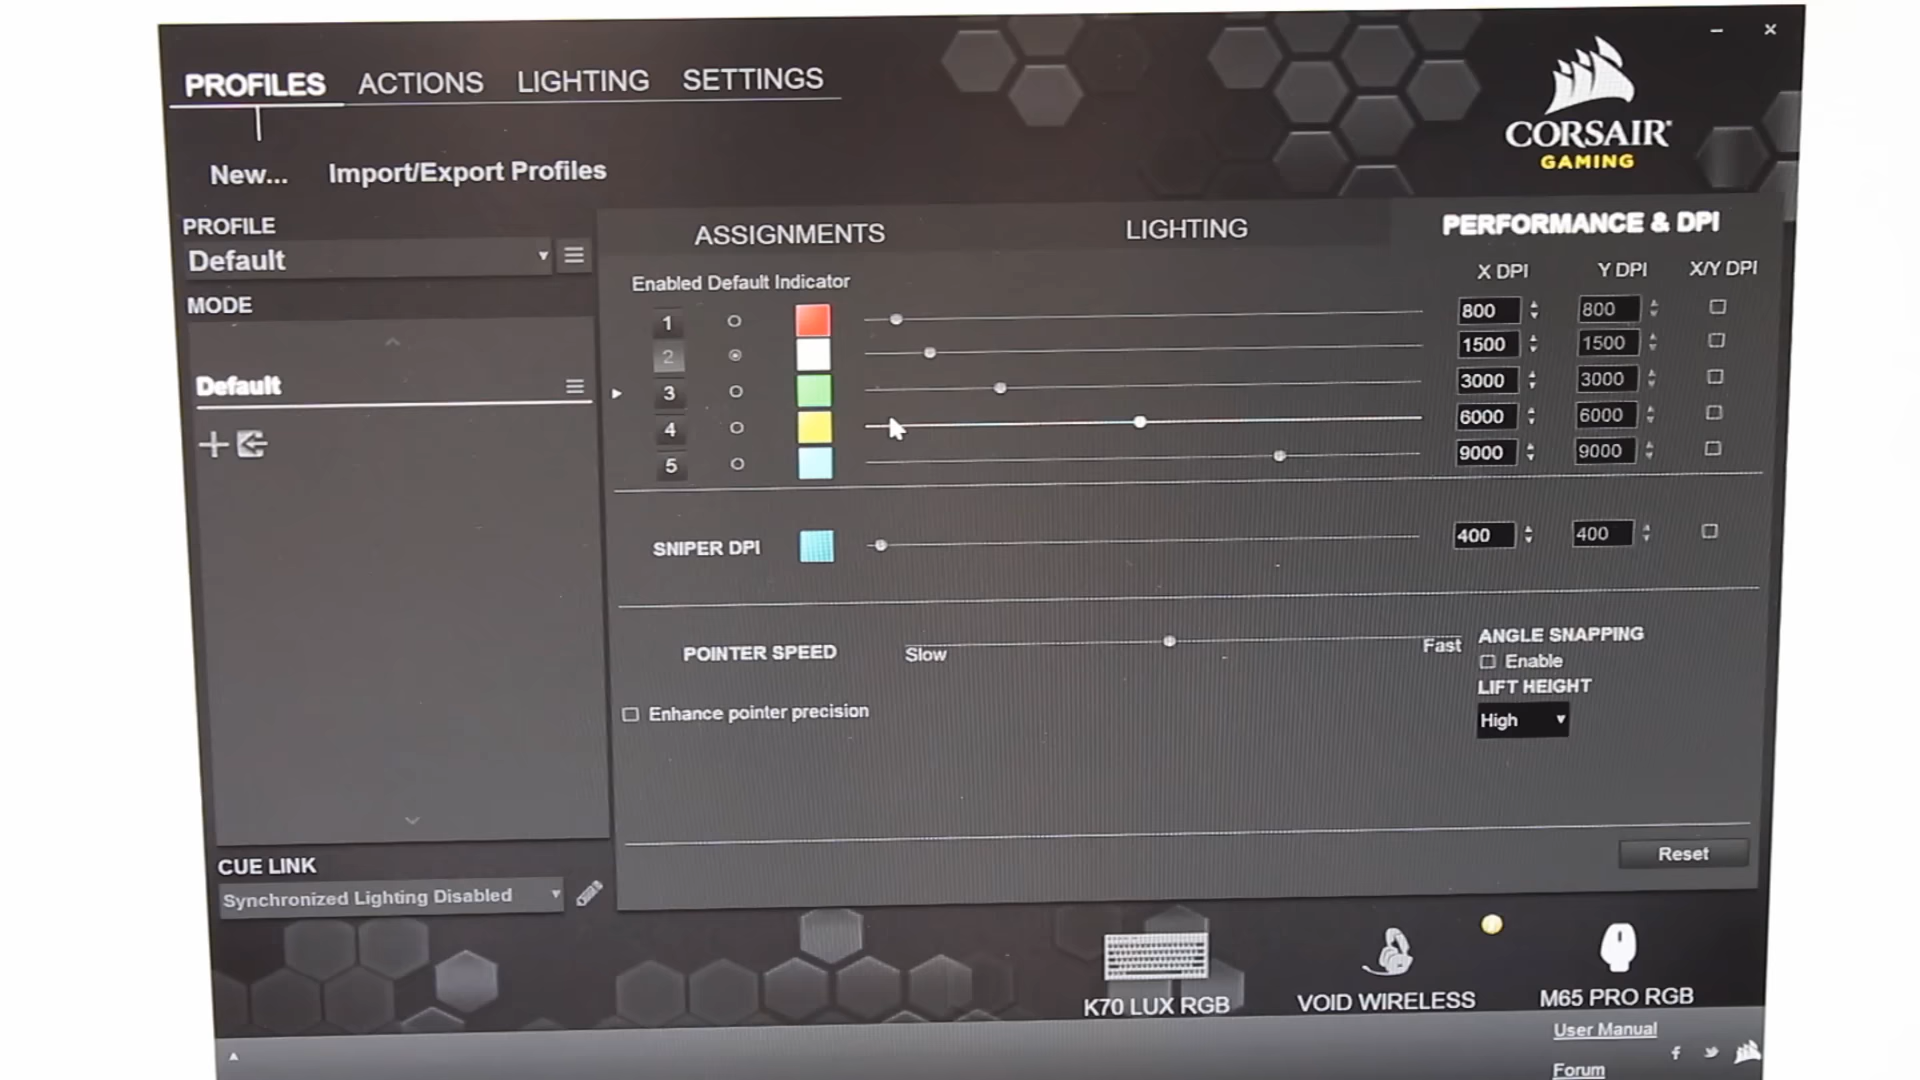 PROFILES ACTIONS LIGHTING SETTINGS
CORSAIR
GAMING
New... Import/Export Profiles
PROFILE
Default
MODE
Default
ASSIGNMENTS LIGHTING PERFORMANCE & DPI
Enabled Default Indicator X DPI Y DPI X/Y DPI
1 800 800
2 1500 1500
3 3000 3000
4 6000 6000
5 9000 9000
SNIPER DPI 400 400
POINTER SPEED Slow Fast
ANGLE SNAPPING
Enable
LIFT HEIGHT
High
Enhance pointer precision
Reset
CUE LINK
Synchronized Lighting Disabled
K70 LUX RGB VOID WIRELESS M65 PRO RGB
User Manual
Forum